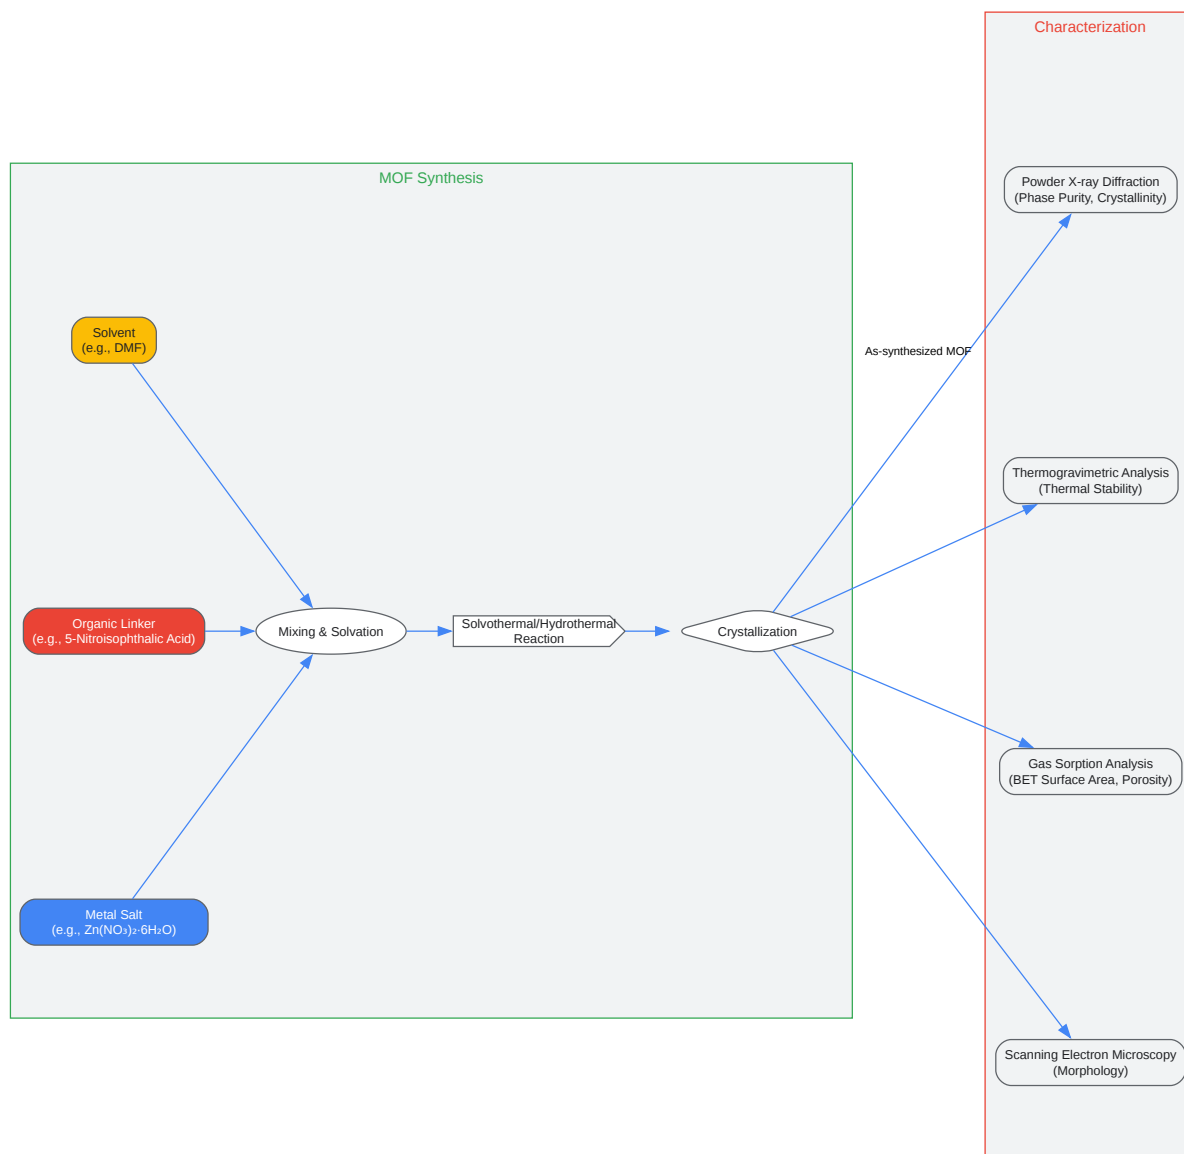 Characterization
MOF Synthesis
Powder X-ray Diffraction
(Phase Purity, Crystallinity)
Solvent
(e.g., DMF)
As-synthesized MOF
Thermogravimetric Analysis
(Thermal Stability)
Organic Linker
(e.g., 5-Nitroisophthalic Acid)
Mixing & Solvation
Solvothermal/Hydrothermal
Reaction
Crystallization
Gas Sorption Analysis
(BET Surface Area, Porosity)
Metal Salt
(e.g., Zn(NO₃)₂·6H₂O)
Scanning Electron Microscopy
(Morphology)